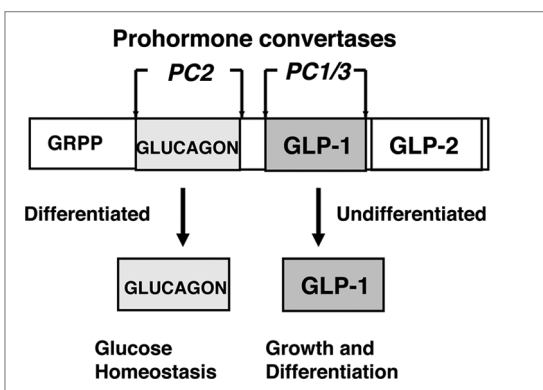 Prohormone convertases
PC2 PC1/3
GRPP GLUCAGON GLP-1 GLP-2
Differentiated Undifferentiated
GLUCAGON GLP-1
Glucose Growth and
Homeostasis Differentiation